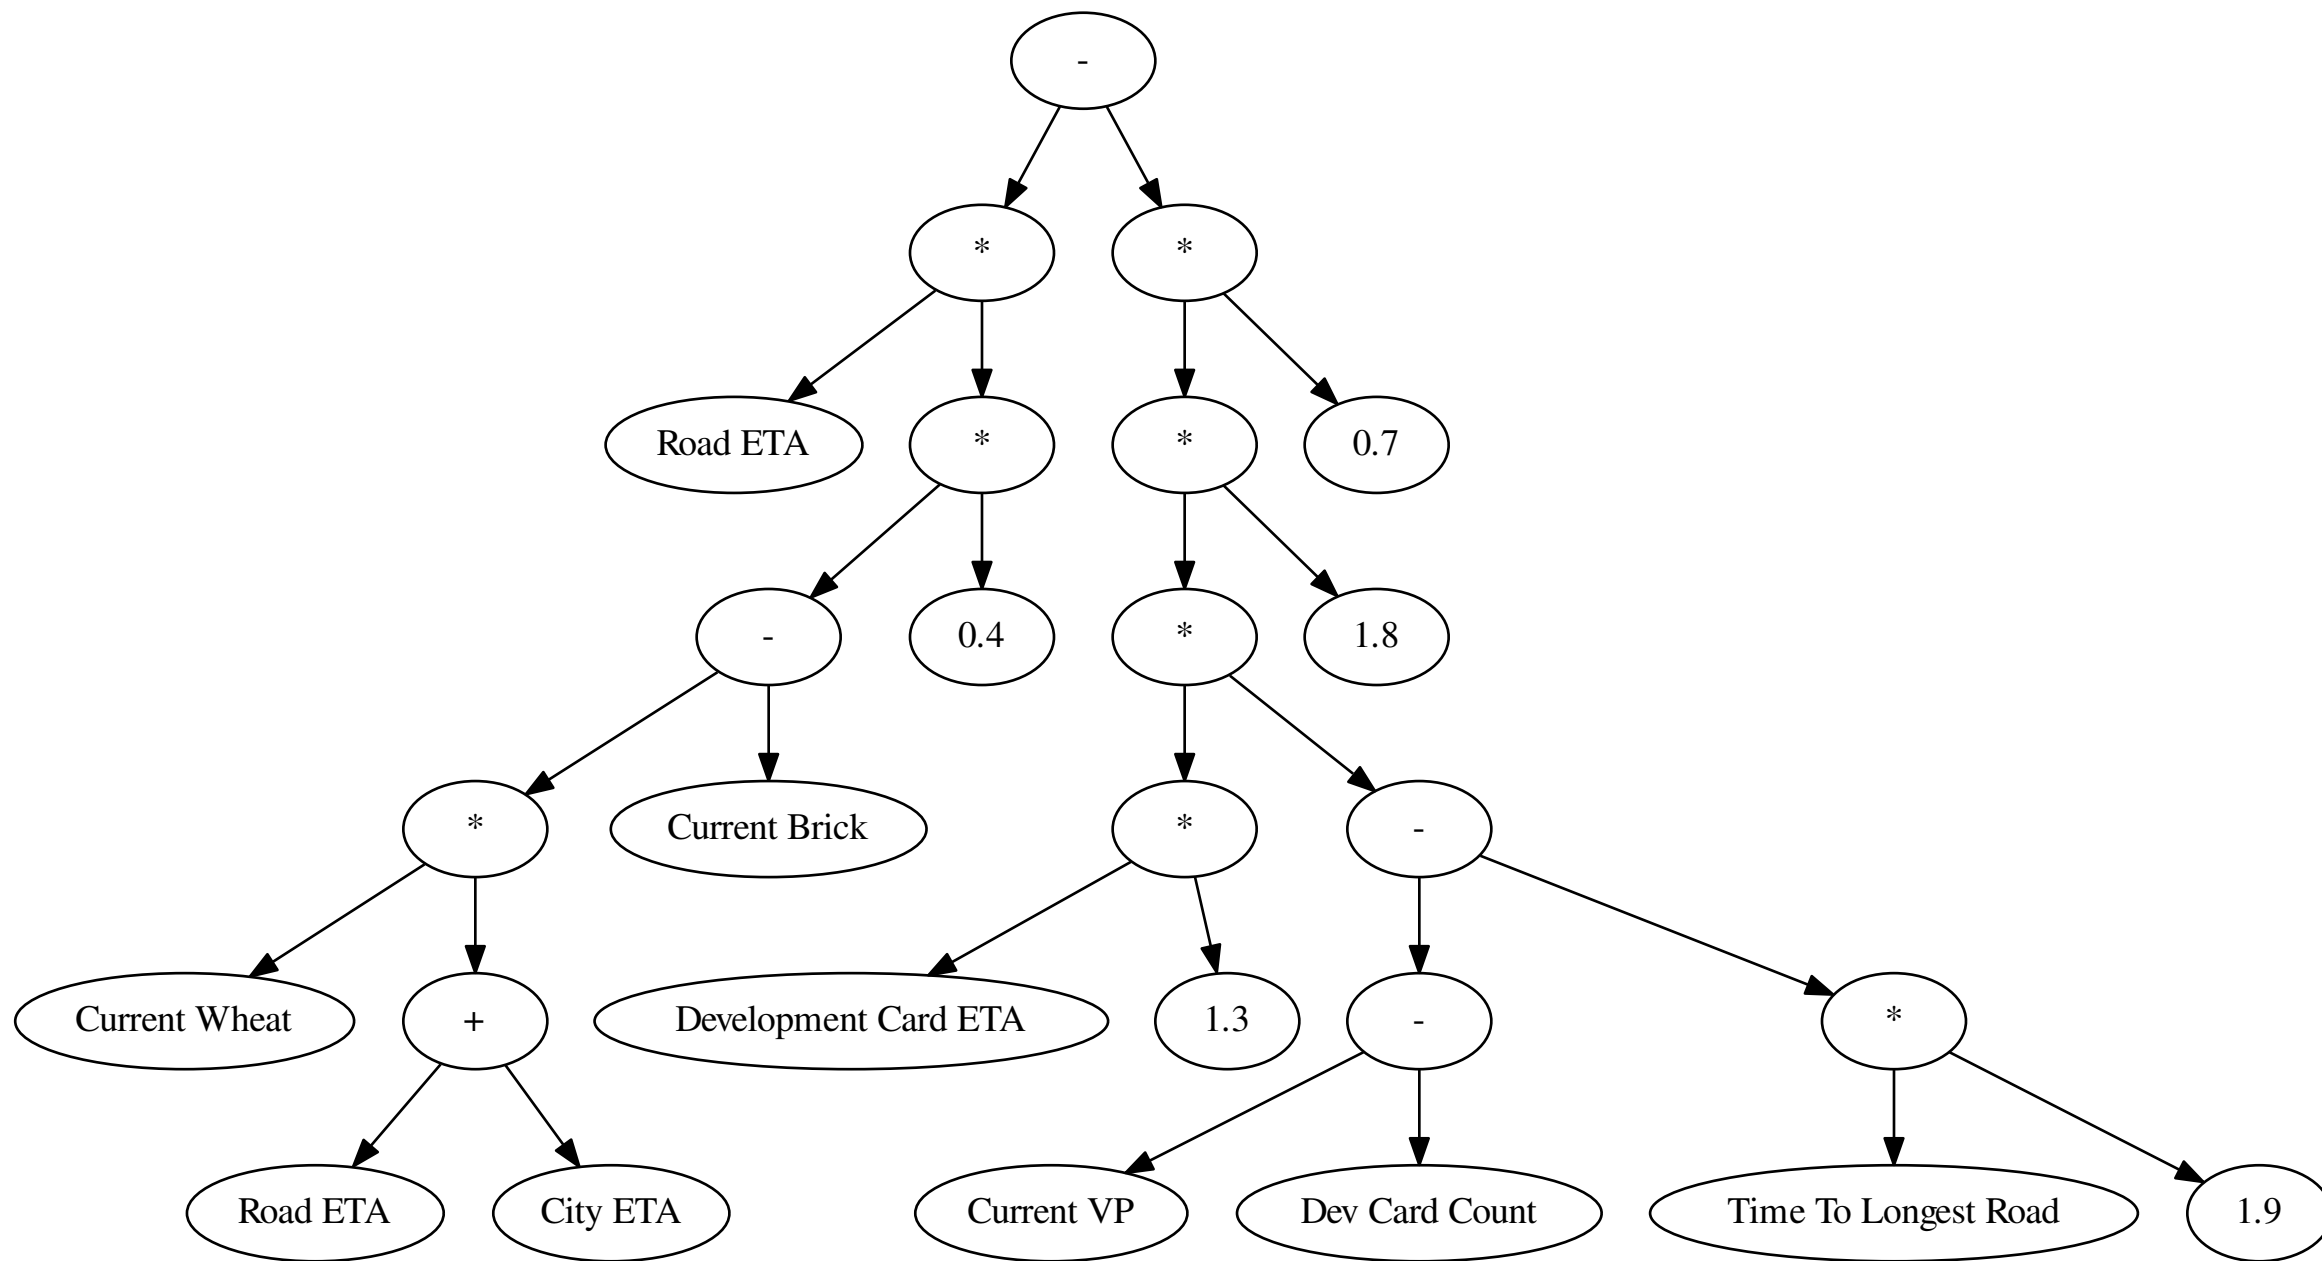 -
*
*
Road ETA
*
*
0.7
-
0.4
*
1.8
*
Current Brick
*
-
Current Wheat
+
Development Card ETA
1.3
-
*
Road ETA
City ETA
Current VP
Dev Card Count
Time To Longest Road
1.9